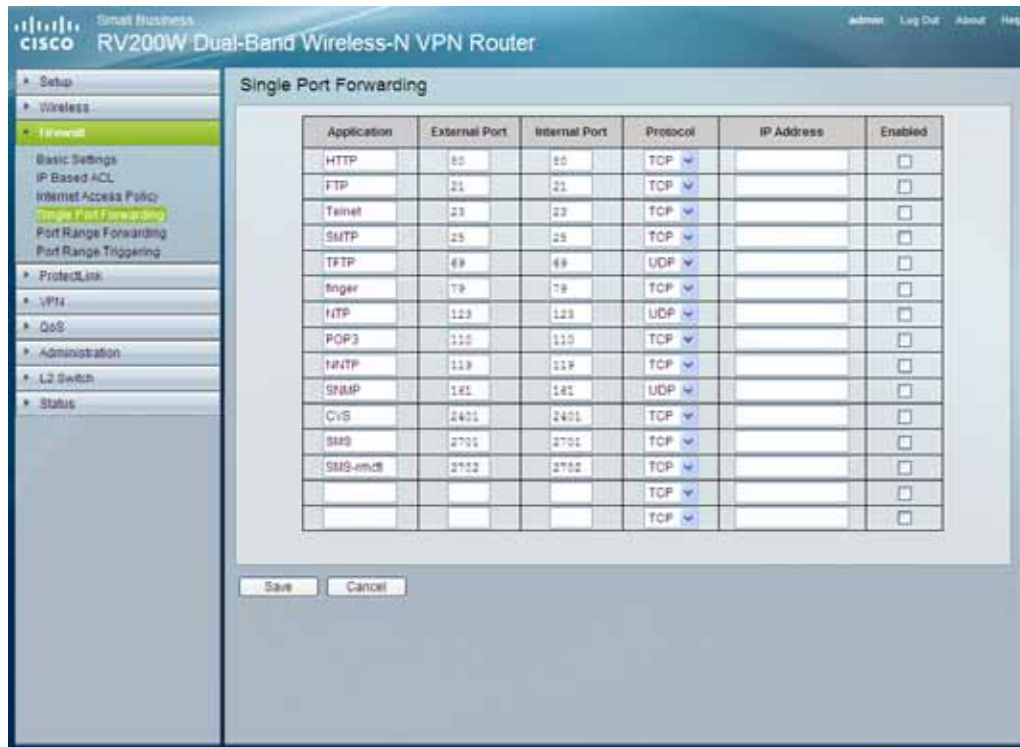 Small Business
CISCO RV200W Dual-Band Wireless-N VPN Router
admin Log Out About Help
Setup
Wireless
Firewall
Basic Settings
IP Based ACL
Internet Access Policy
Single Port Forwarding
Port Range Forwarding
Port Range Triggering
ProtectLink
VPN
QoS
Administration
L2 Switch
Status
Single Port Forwarding
Application External Port Internal Port Protocol IP Address Enabled
HTTP 80 80 TCP
FTP 21 21 TCP
Telnet 23 23 TCP
SMTP 25 25 TCP
TFTP 69 69 UDP
finger 79 79 TCP
NTP 123 123 UDP
POP3 110 110 TCP
NNTP 119 119 TCP
SNMP 161 161 UDP
CVS 2401 2401 TCP
SMS 2701 2701 TCP
SMS-rmctl 2702 2702 TCP
TCP
TCP
Save Cancel